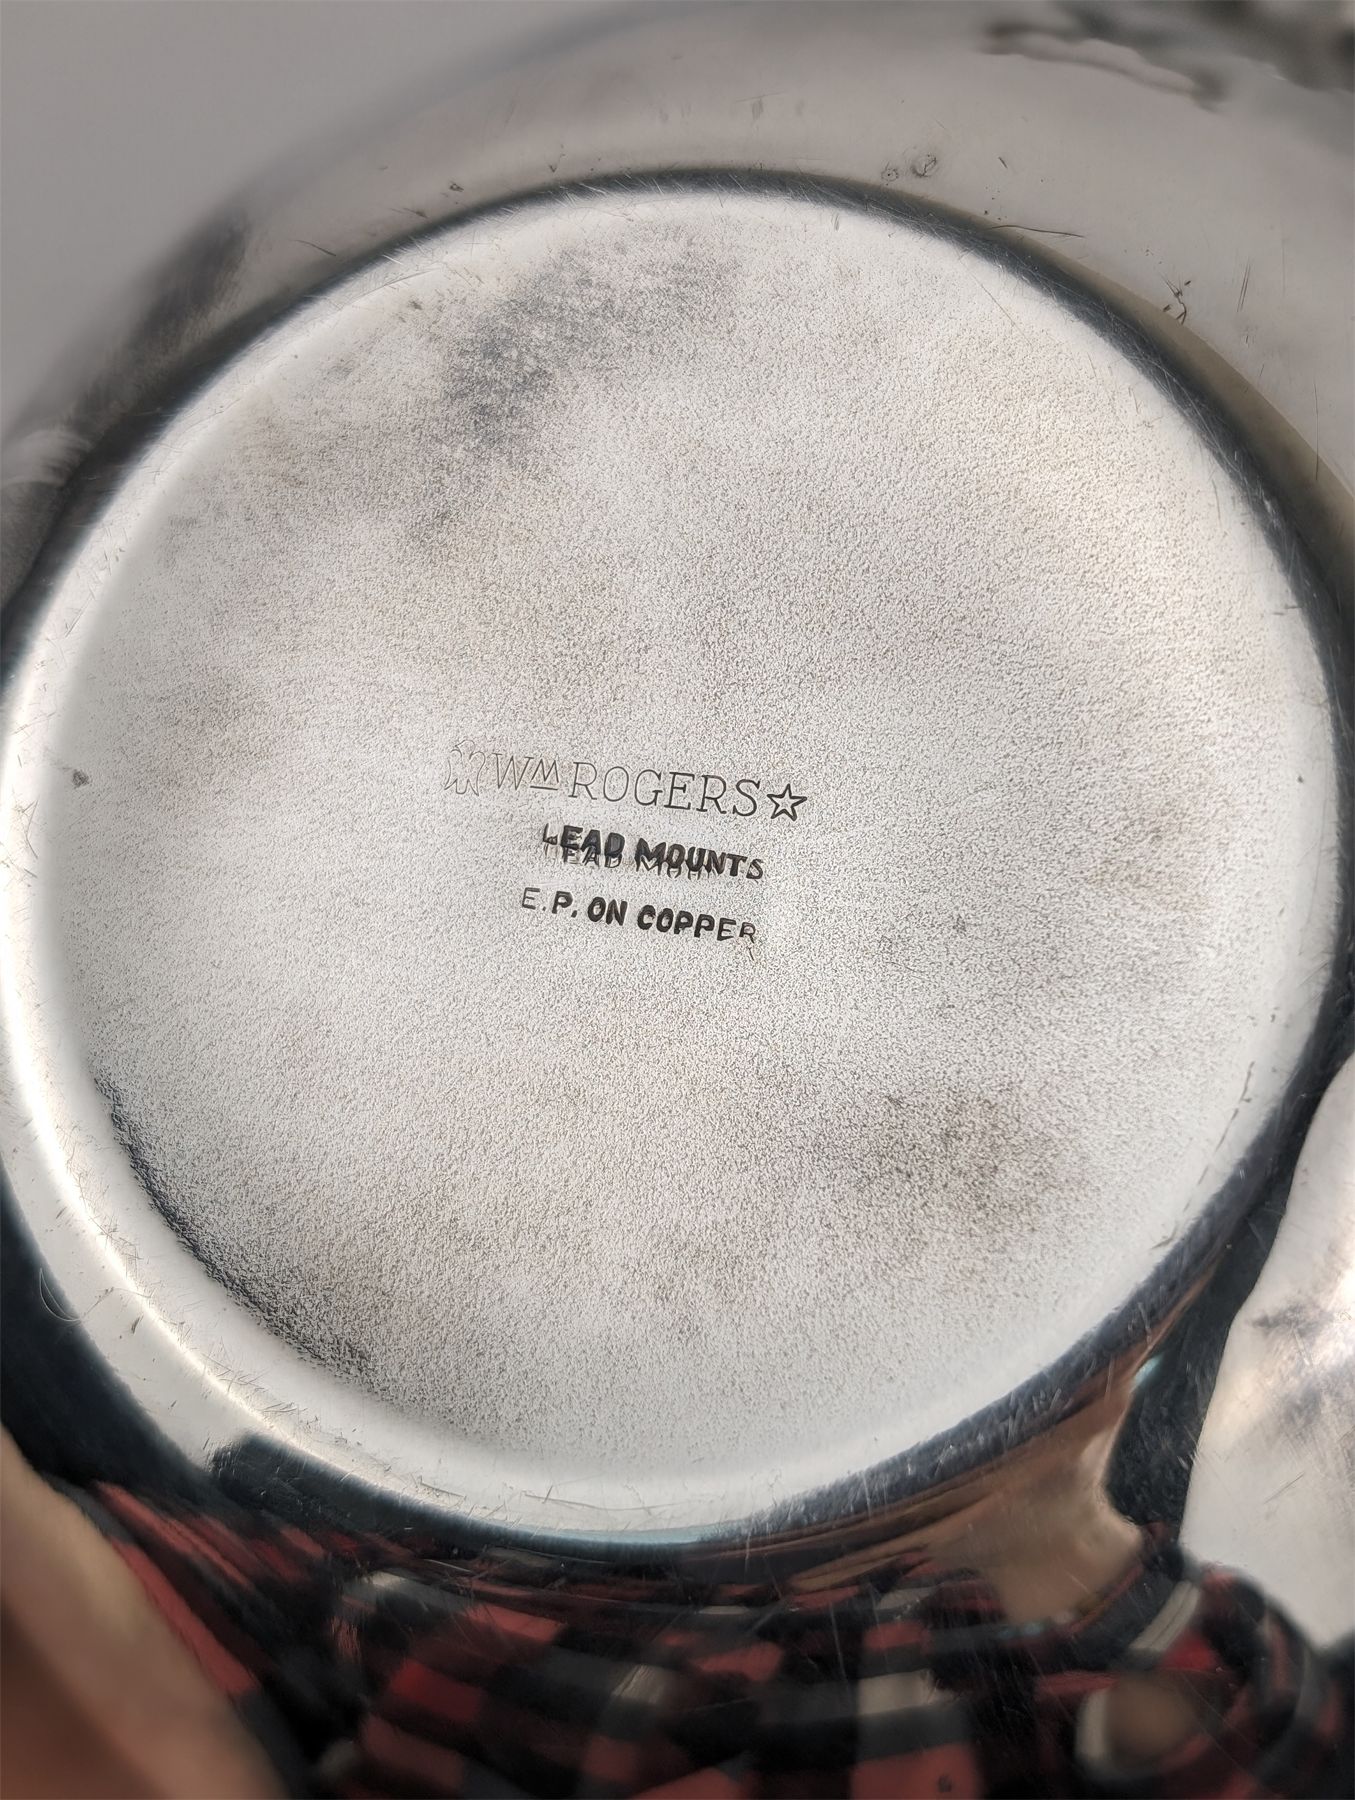 WM ROGERS☆
LEAD MOUNTS
E.P. ON COPPER